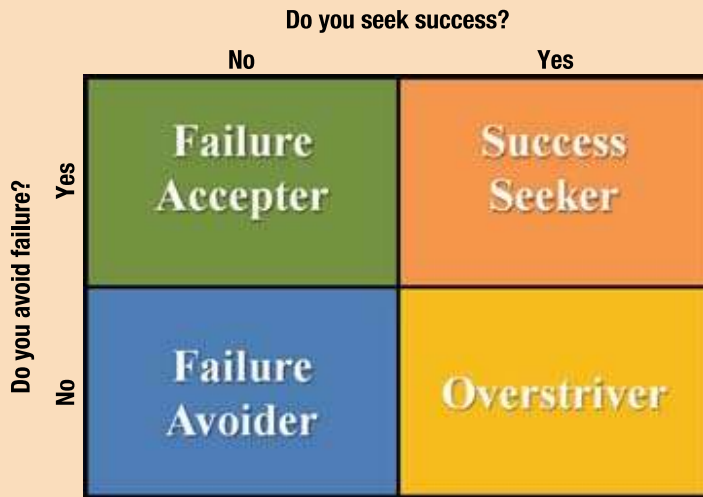 Do you seek success?
No Yes
Do you avoid failure?
Yes
Failure
Accepter
Success
Seeker
No
Failure
Avoider
Overstriver